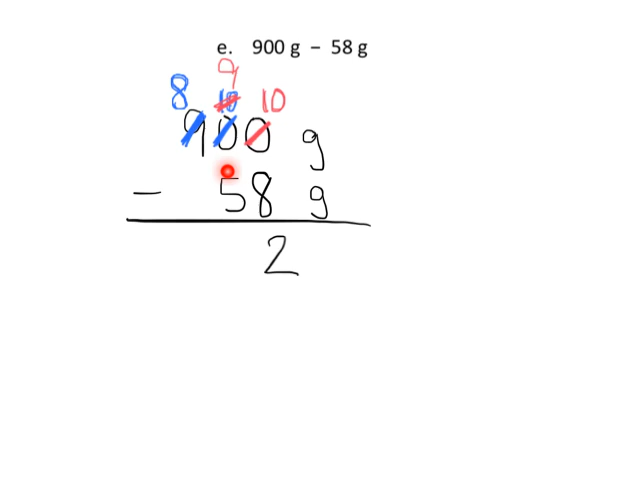 e. 900 g – 58 g
9
8 10 10
900 g
– 58 g
2